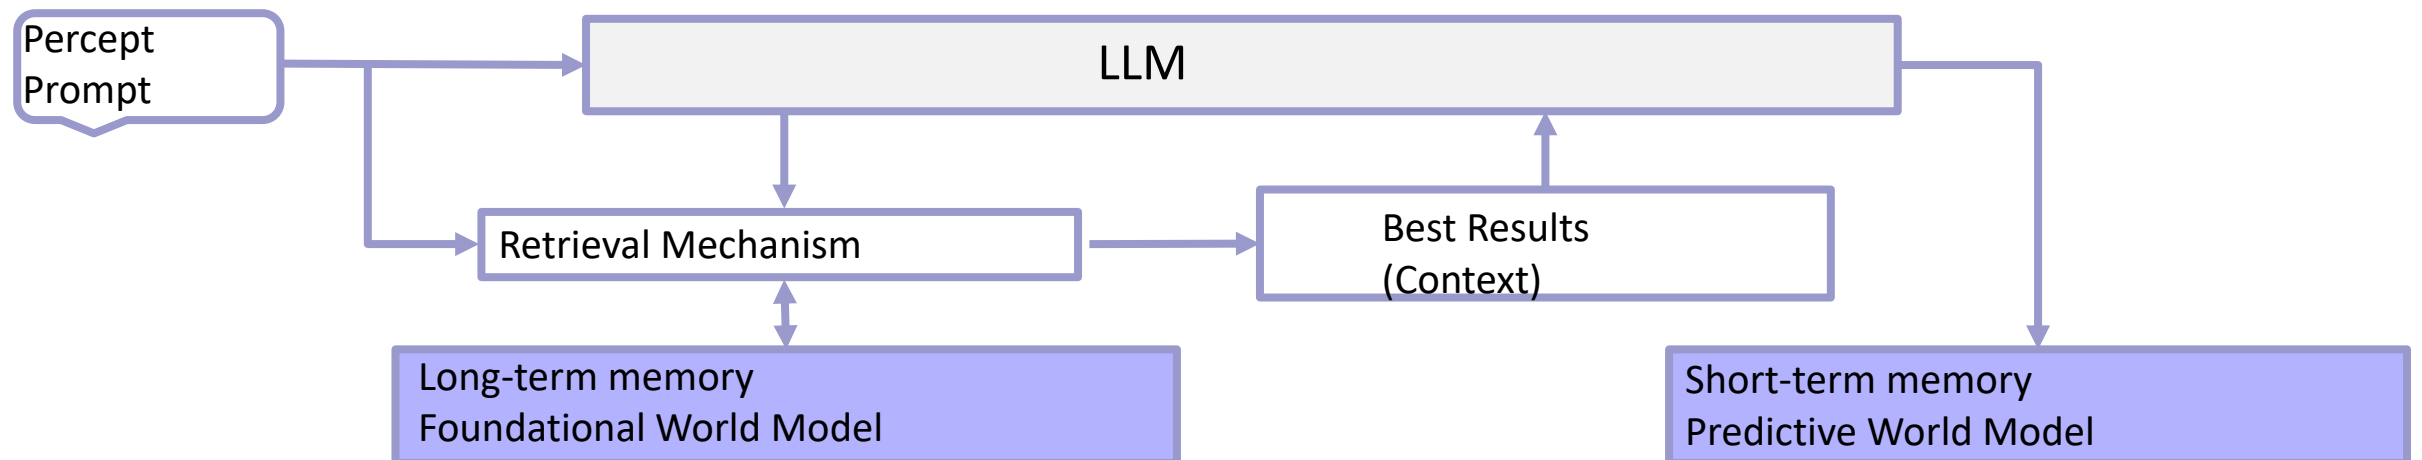 Percept
Prompt
LLM
Retrieval Mechanism
Best Results
(Context)
Long-term memory
Foundational World Model
Short-term memory
Predictive World Model